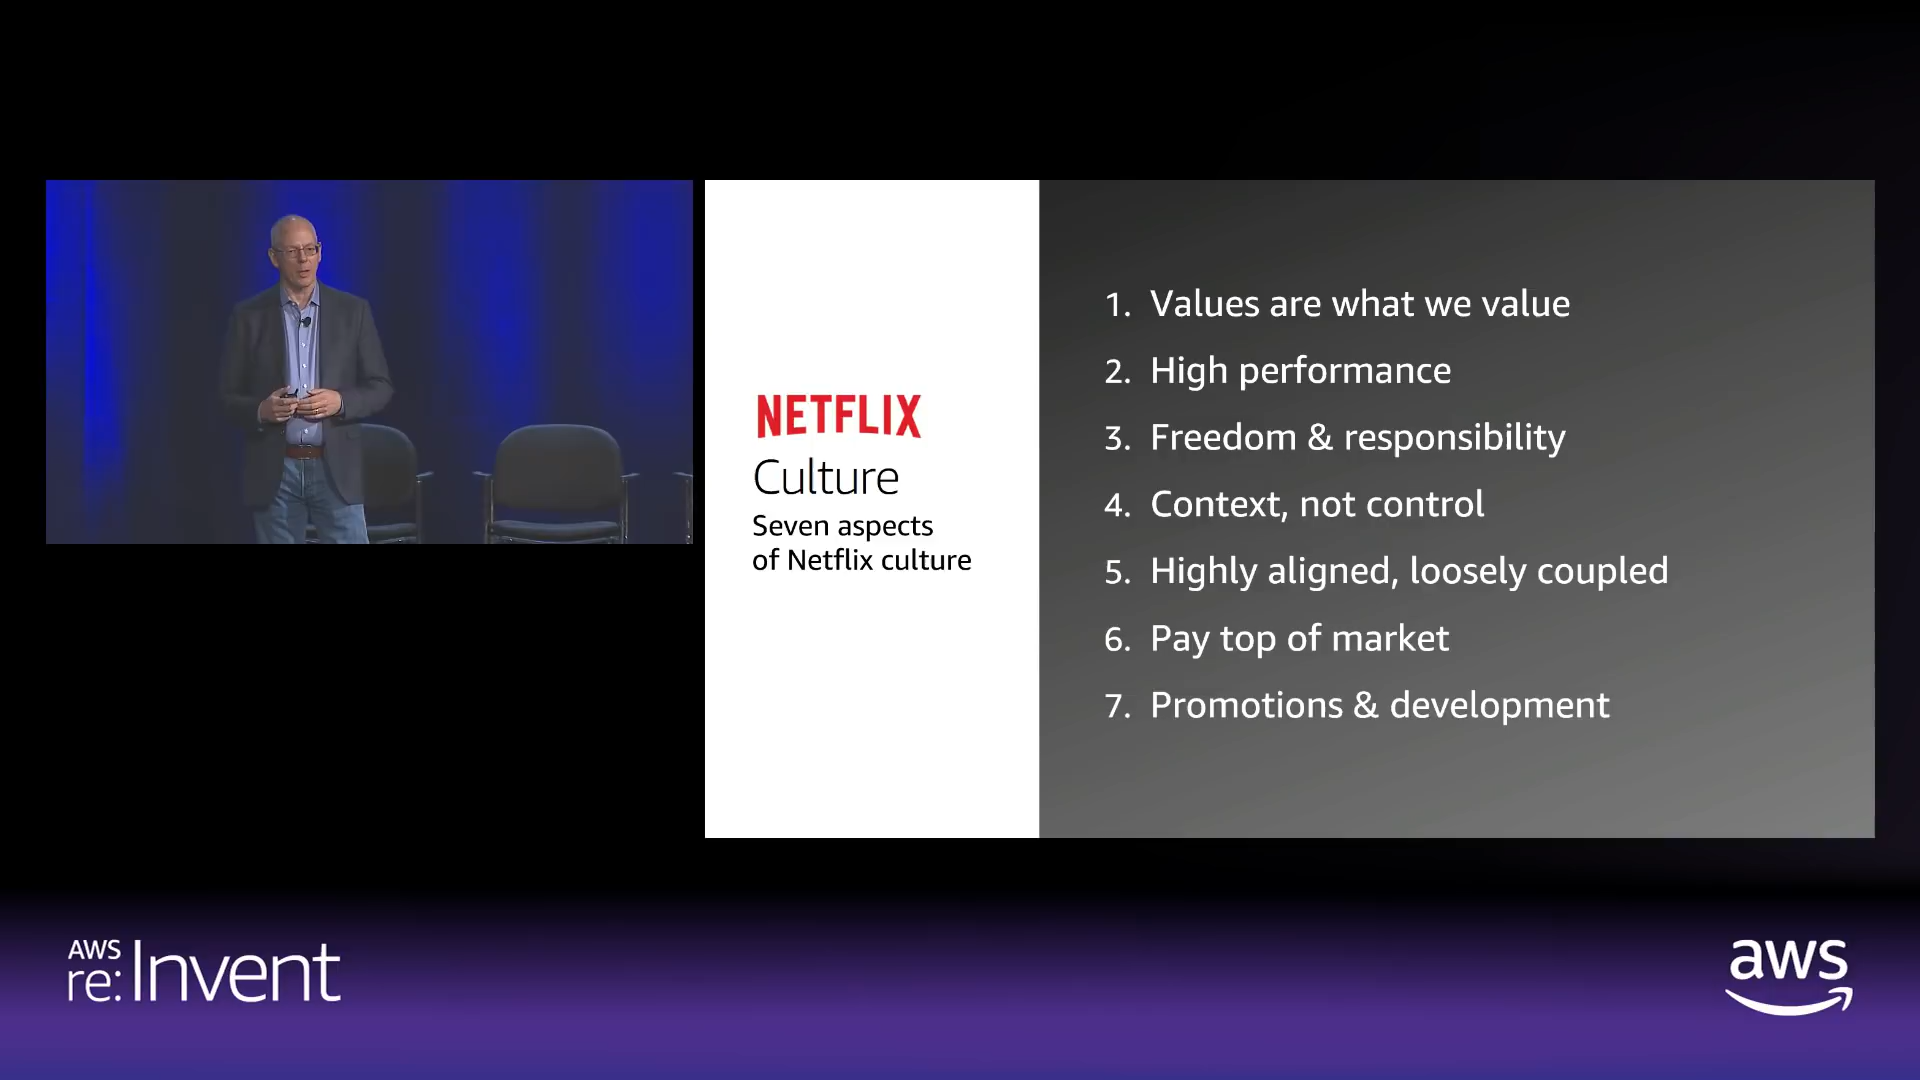 NETFLIX
Culture
Seven aspects
of Netflix culture
1. Values are what we value
2. High performance
3. Freedom & responsibility
4. Context, not control
5. Highly aligned, loosely coupled
6. Pay top of market
7. Promotions & development
AWS
re:Invent
aws